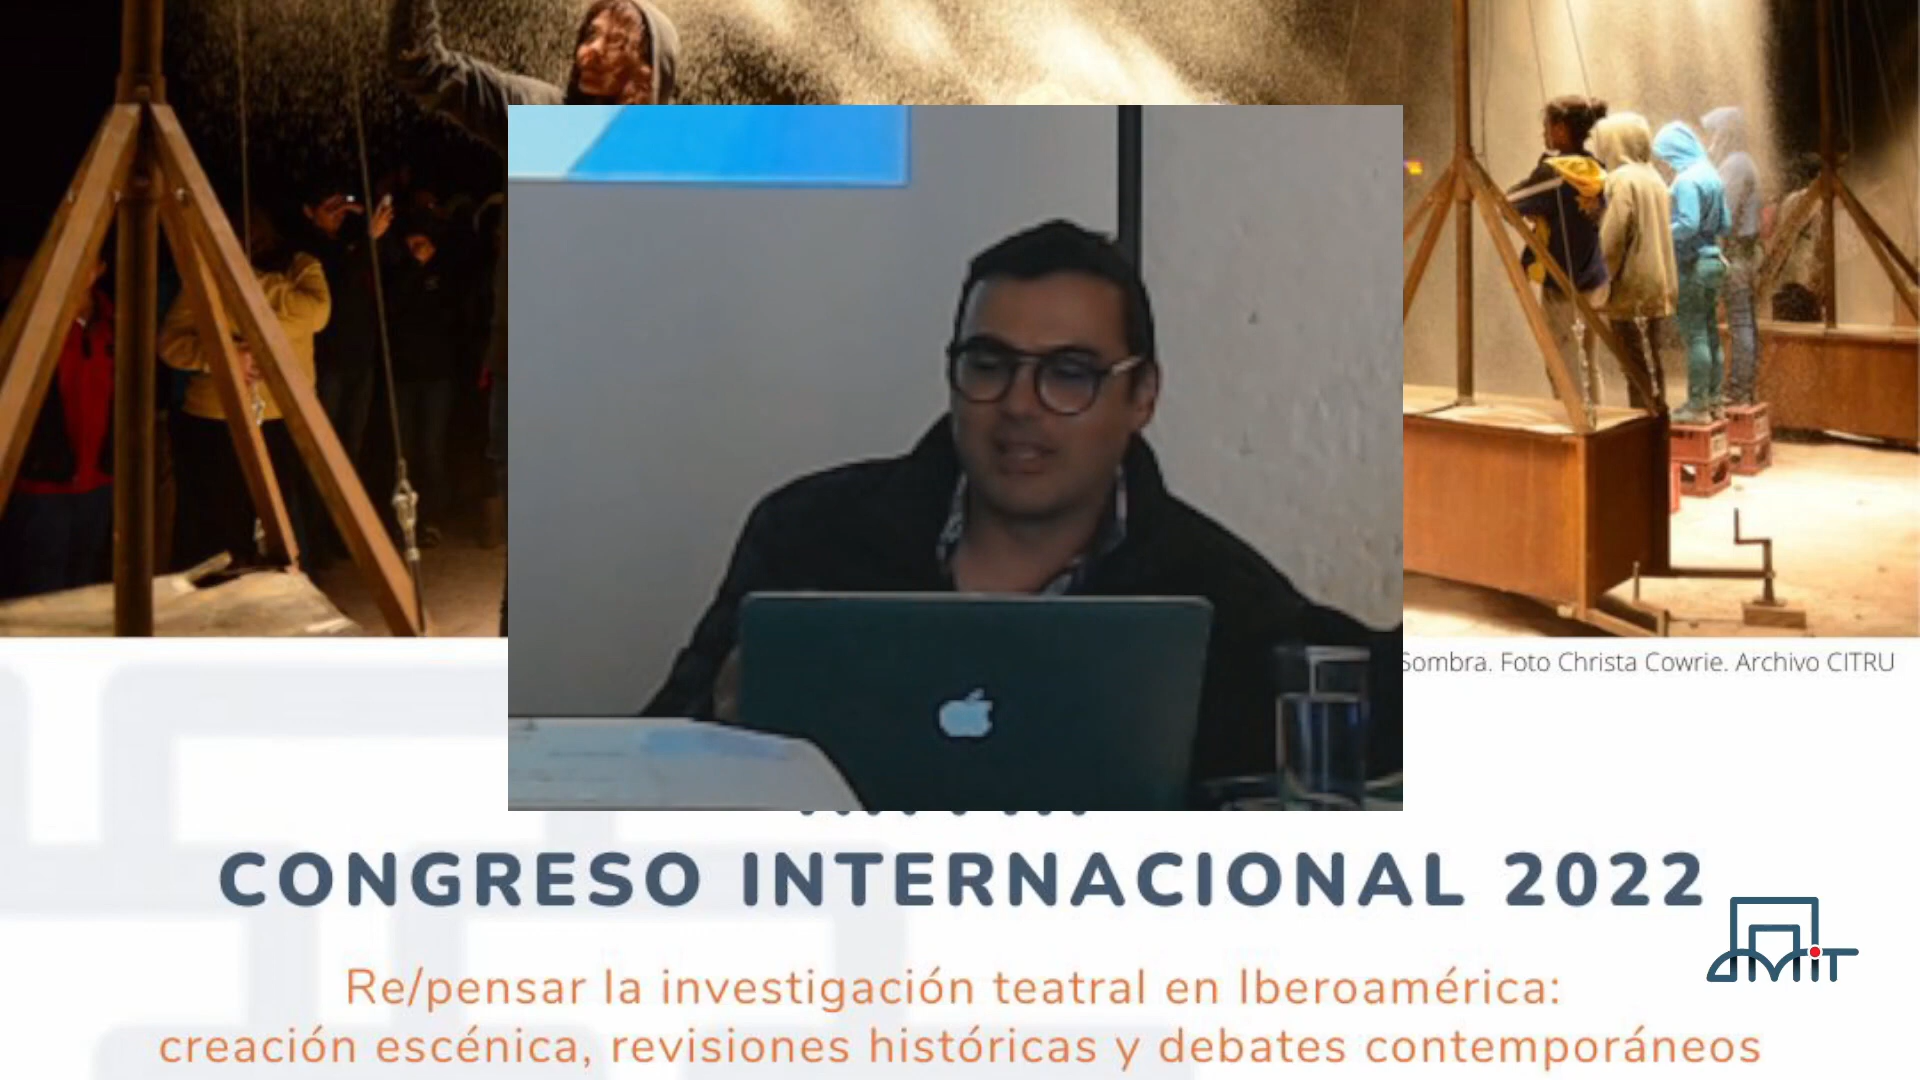 Sombra. Foto Christa Cowrie. Archivo CITRU
CONGRESO INTERNACIONAL 2022
Re/pensar la investigación teatral en Iberoamérica:
creación escénica, revisiones históricas y debates contemporáneos